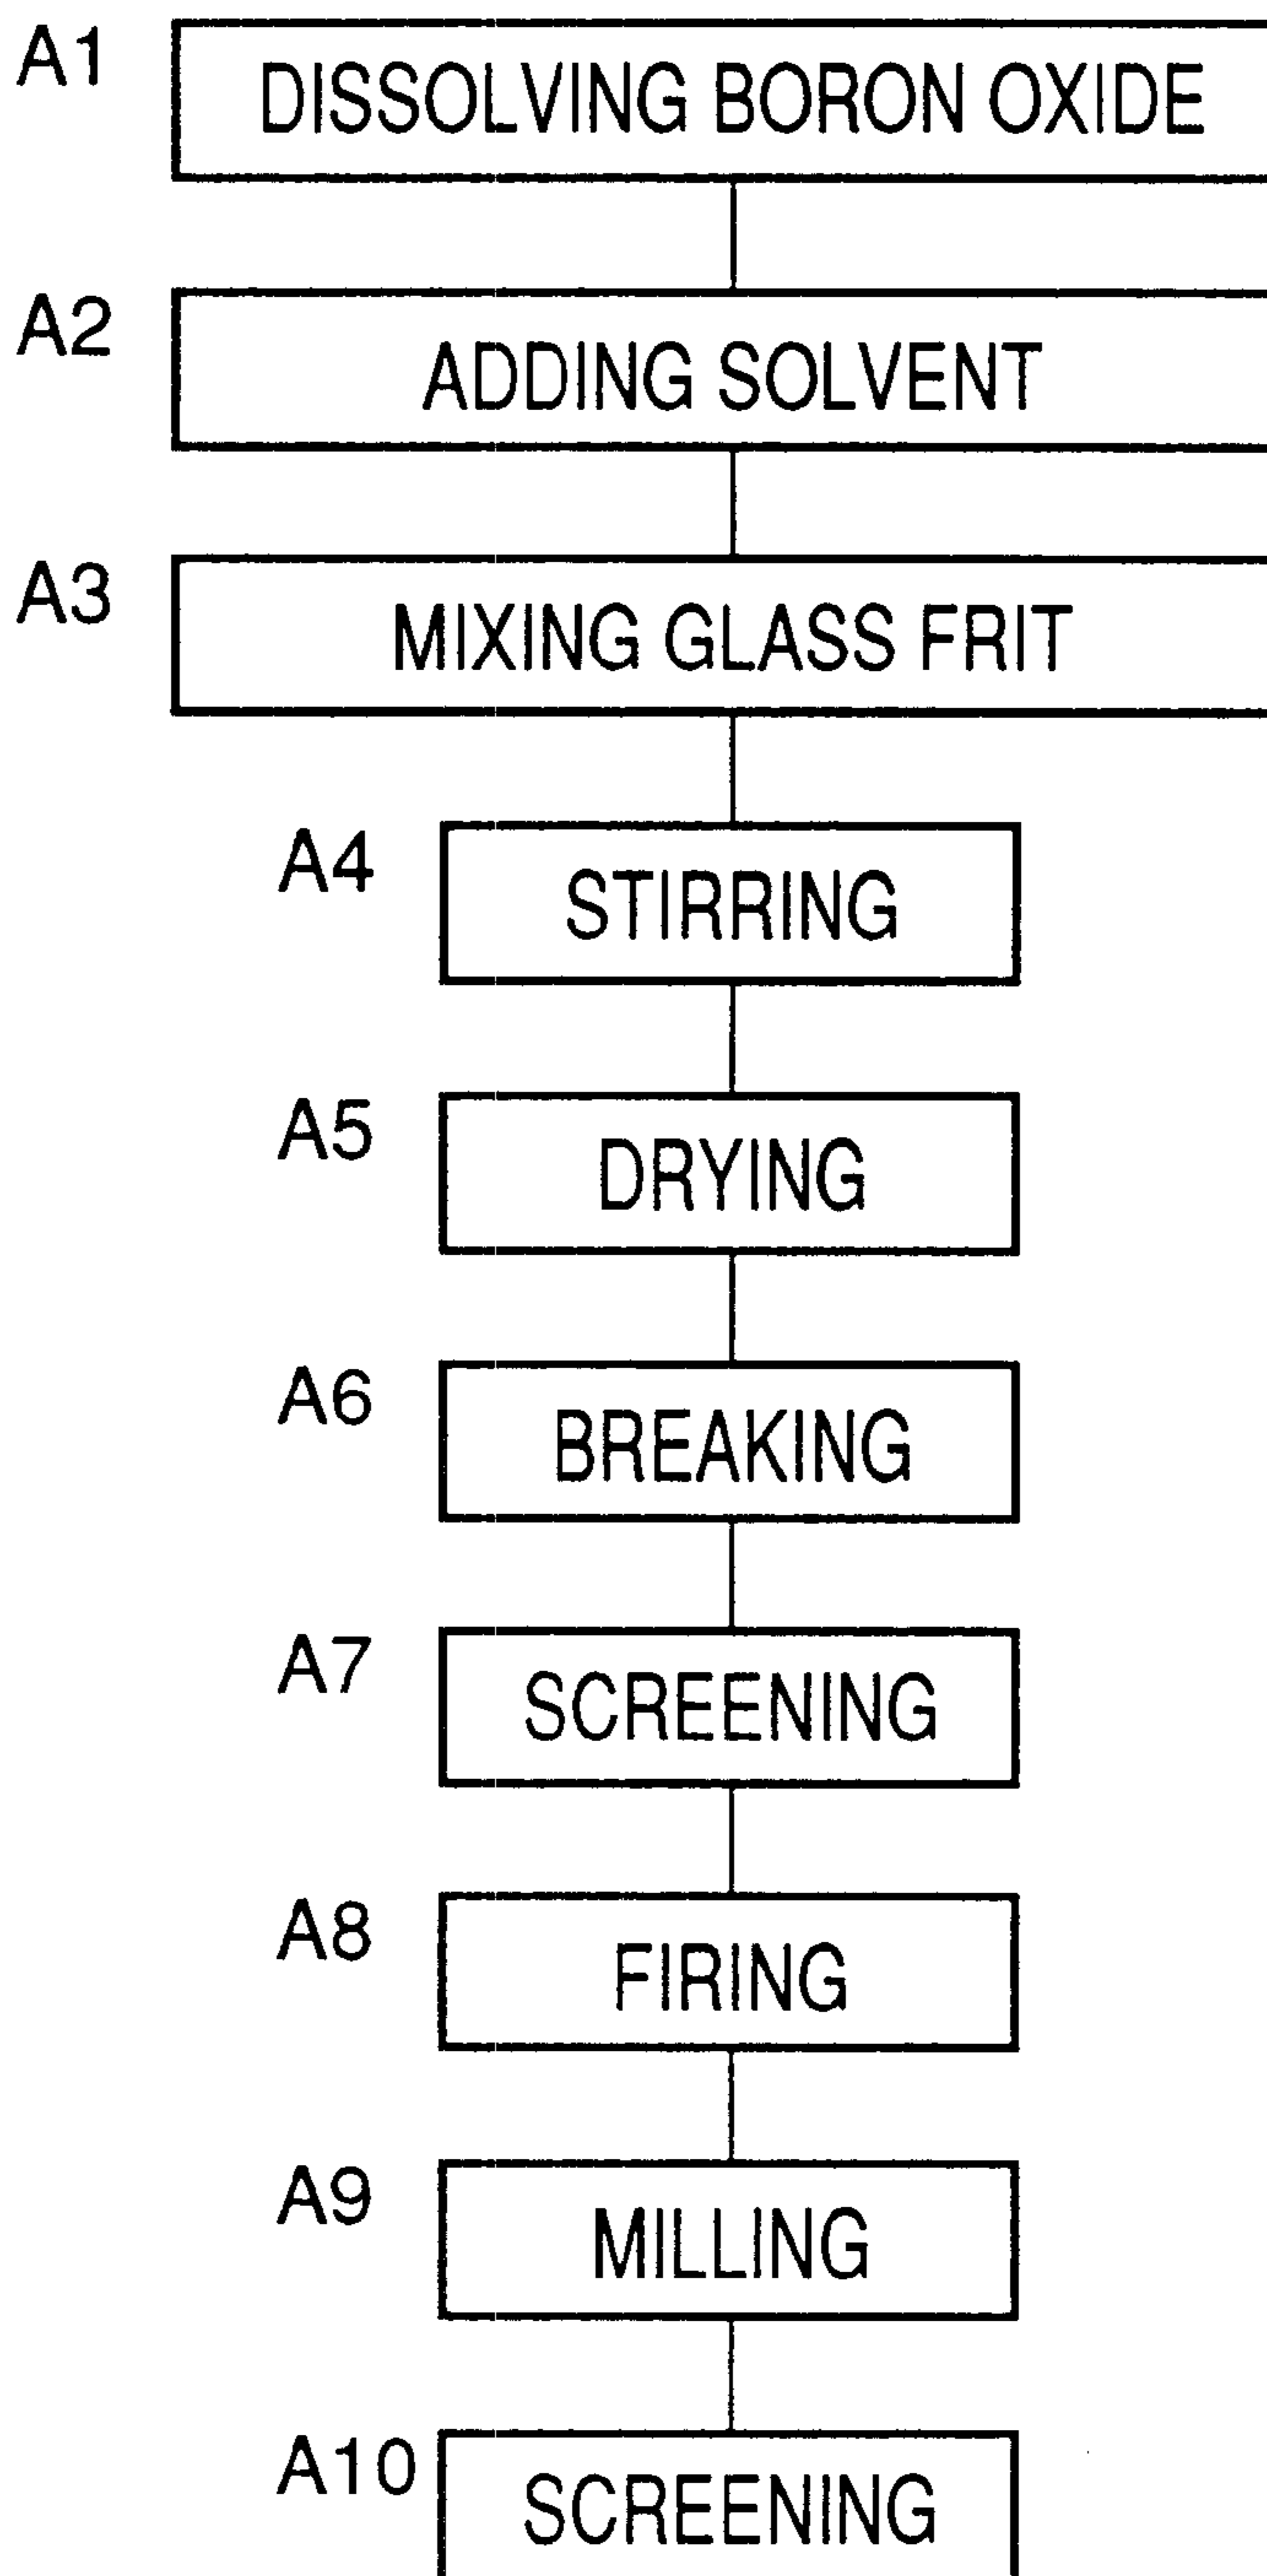 A1 DISSOLVING BORON OXIDE
A2 ADDING SOLVENT
A3 MIXING GLASS FRIT
A4 STIRRING
A5 DRYING
A6 BREAKING
A7 SCREENING
A8 FIRING
A9 MILLING
A10 SCREENING